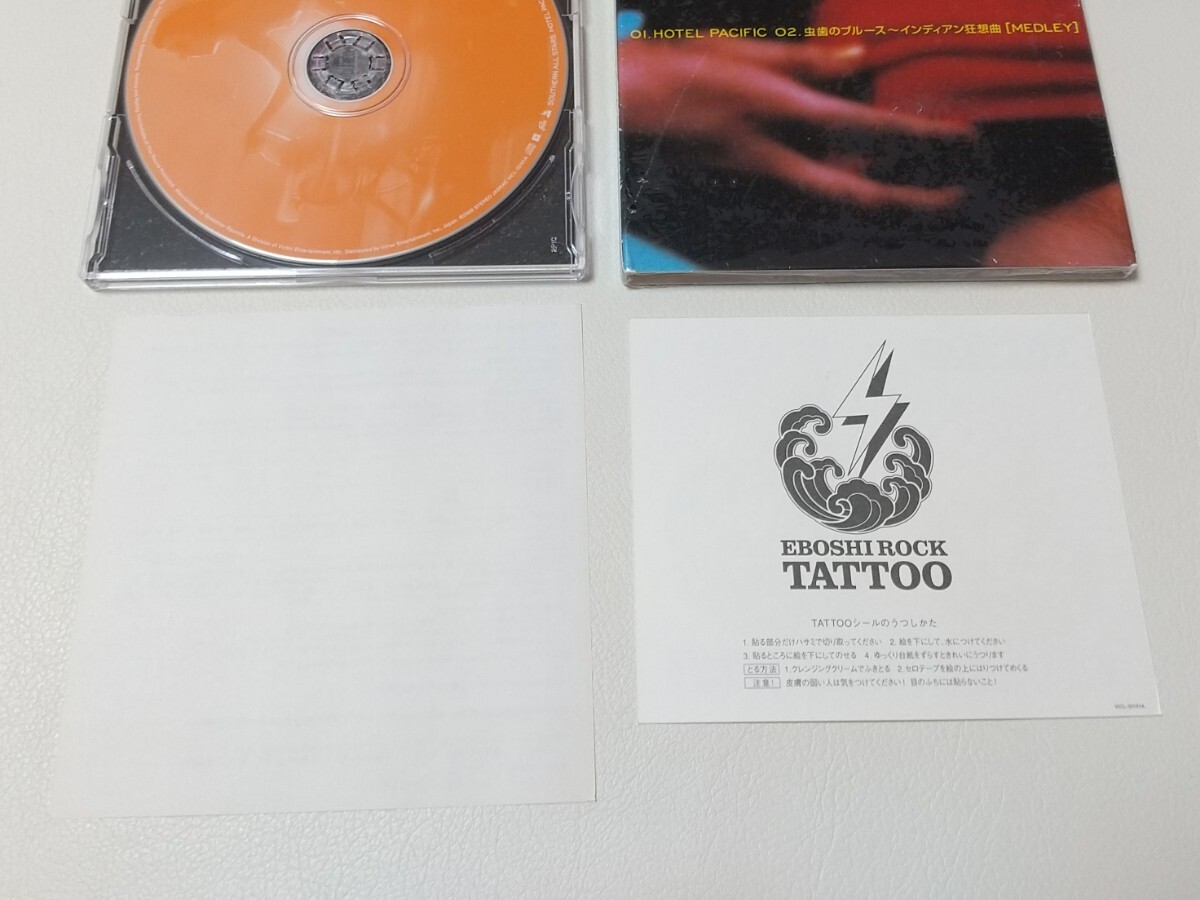 SOUTHERN ALL STARS HOTEL PAC
01.HOTEL PACIFIC 02.虫歯のブルース～インディアン狂想曲 [MEDLEY]
EBOSHI ROCK
TATTOO
TATTOOシールのうつしかた
1. 貼る部分だけハサミで切り取ってください 2. 絵を下にして、水につけてください
3. 貼るところに絵を下にしてのせる 4. ゆっくり台紙をずらすときれいにうつります
とる方法 1.クレンジングクリームでふきとる 2.セロテープを絵の上にはりつけてめくる
注意! 皮膚の弱い人は気をつけてください! 目のふちには貼らないこと!